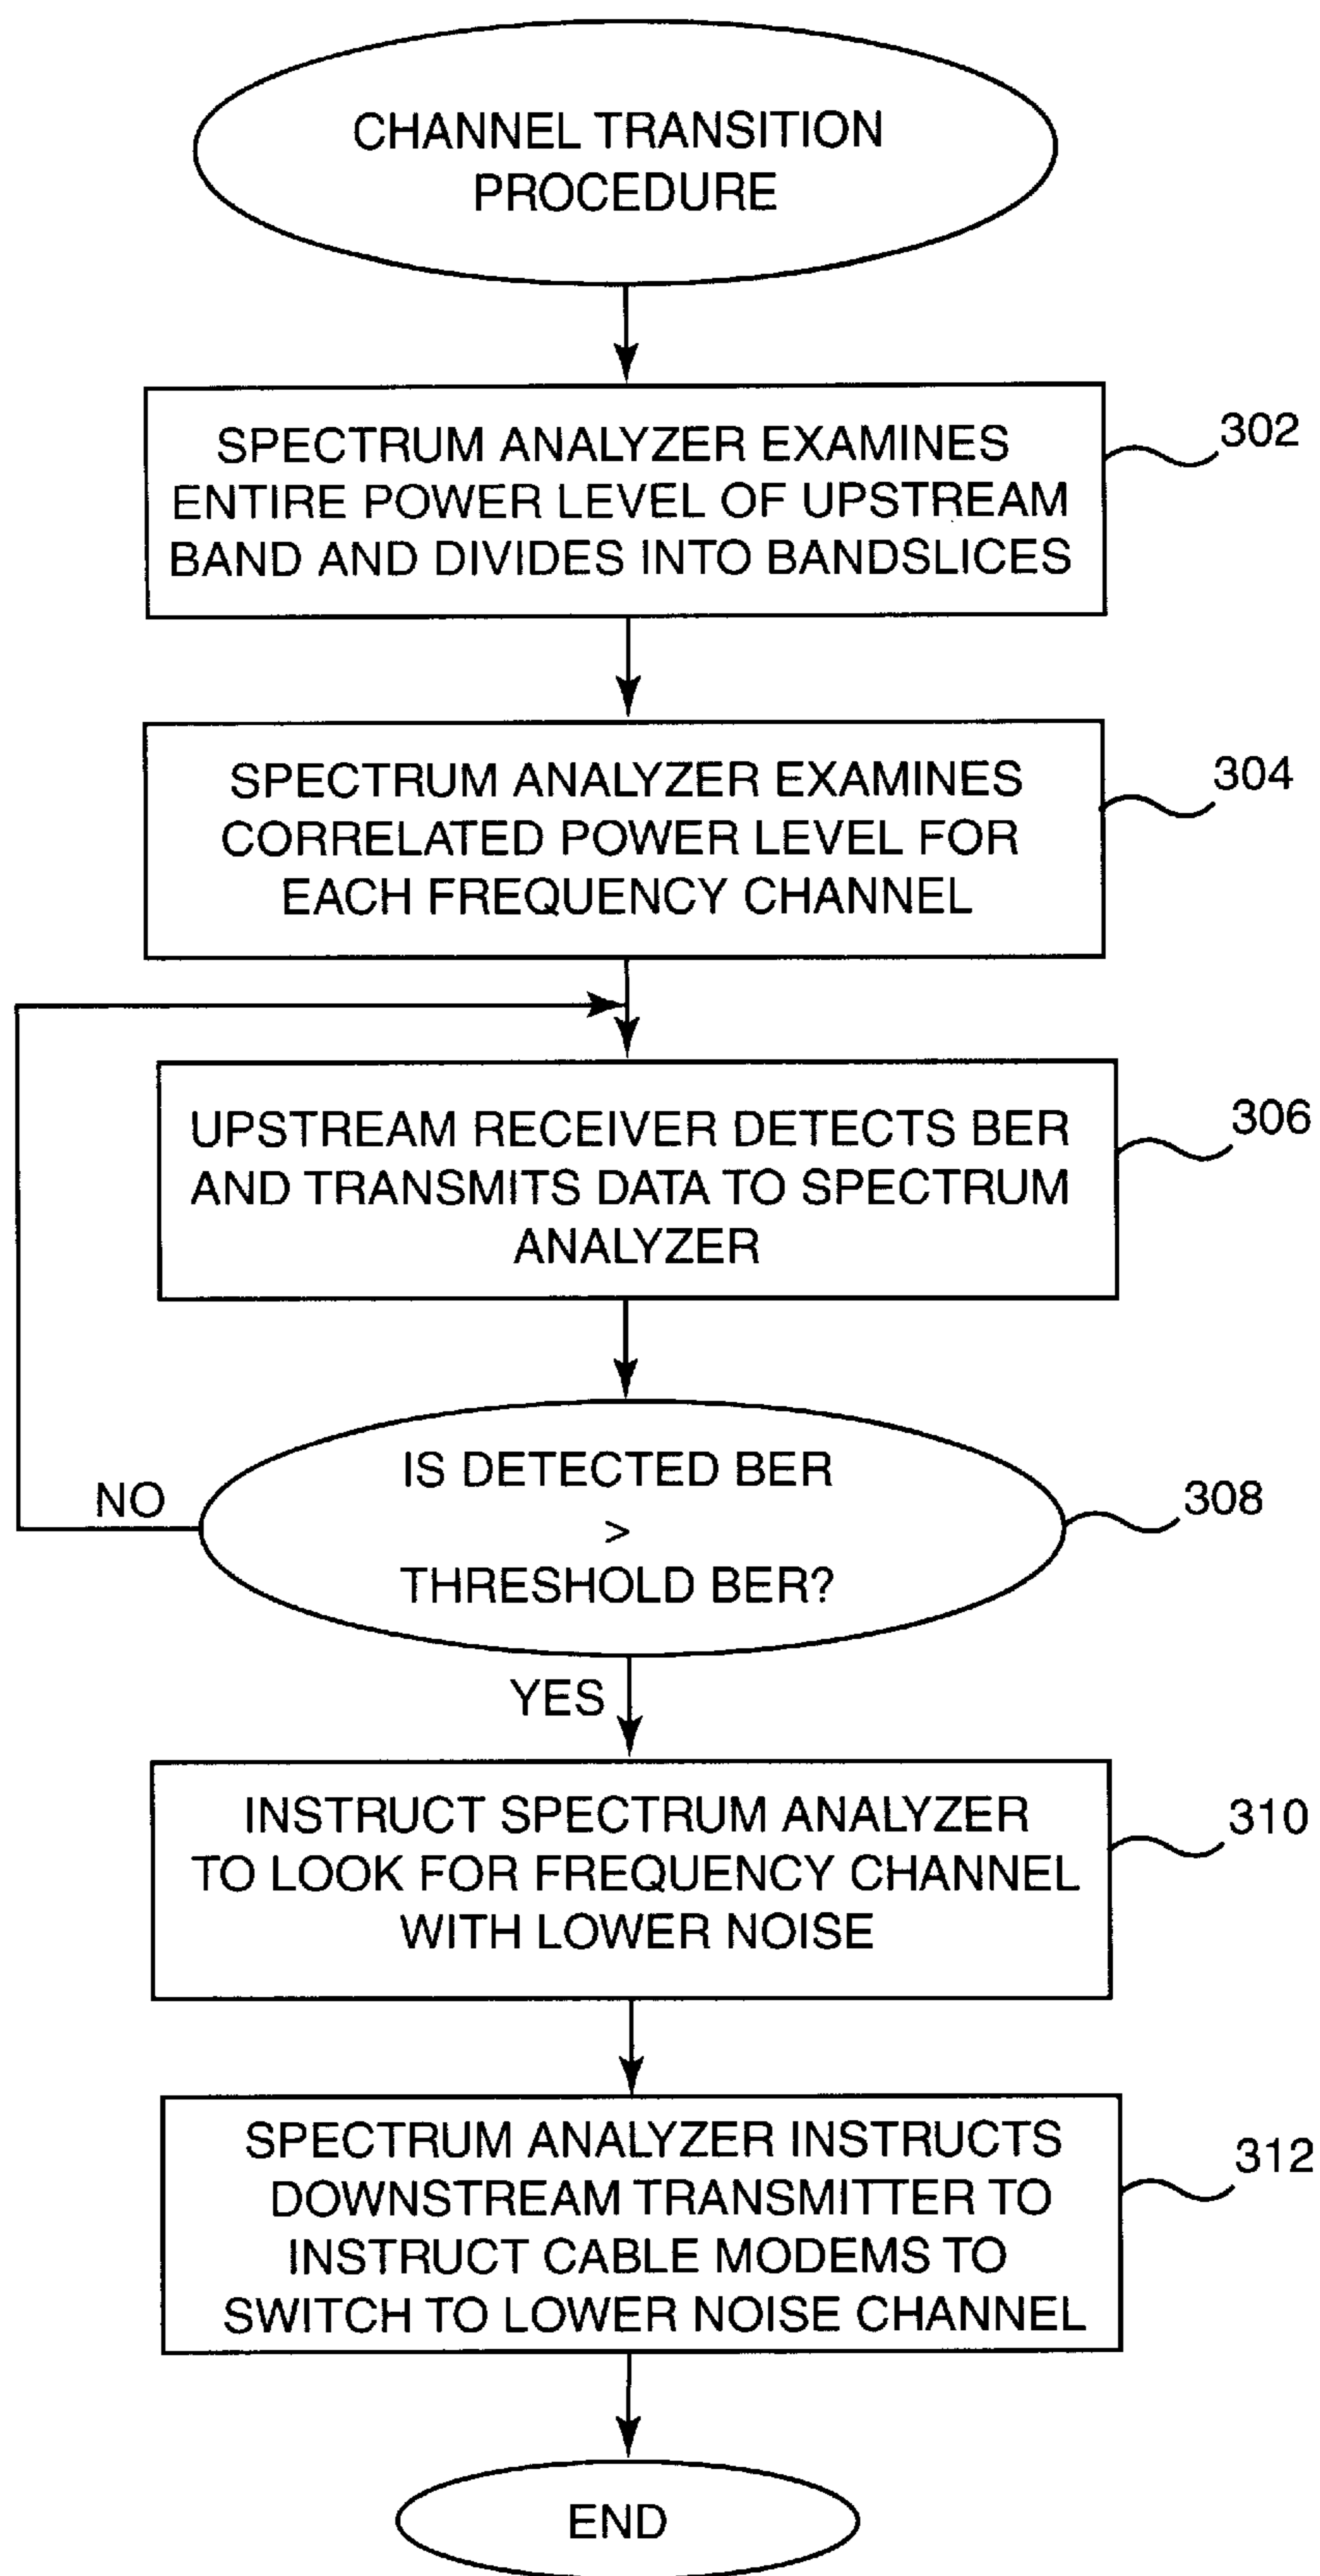 CHANNEL TRANSITION
PROCEDURE
SPECTRUM ANALYZER EXAMINES
ENTIRE POWER LEVEL OF UPSTREAM
BAND AND DIVIDES INTO BANDSLICES
302
SPECTRUM ANALYZER EXAMINES
CORRELATED POWER LEVEL FOR
EACH FREQUENCY CHANNEL
304
UPSTREAM RECEIVER DETECTS BER
AND TRANSMITS DATA TO SPECTRUM
ANALYZER
306
IS DETECTED BER
>
THRESHOLD BER?
308
NO
YES
INSTRUCT SPECTRUM ANALYZER
TO LOOK FOR FREQUENCY CHANNEL
WITH LOWER NOISE
310
SPECTRUM ANALYZER INSTRUCTS
DOWNSTREAM TRANSMITTER TO
INSTRUCT CABLE MODEMS TO
SWITCH TO LOWER NOISE CHANNEL
312
END